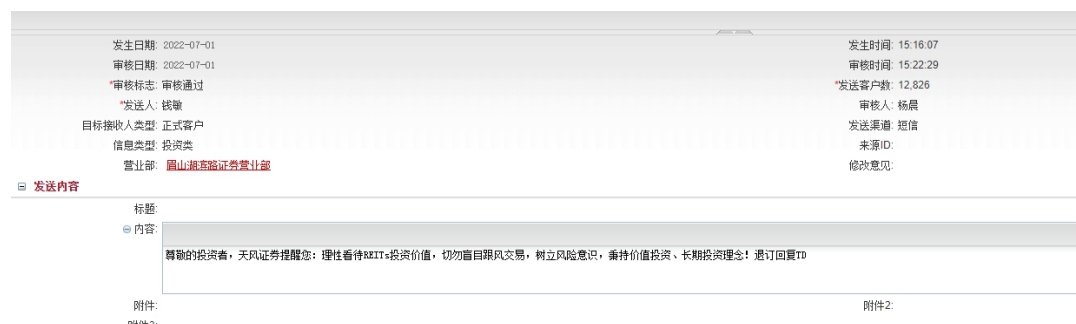 发生日期: 2022-07-01 发生时间: 15:16:07
审核日期: 2022-07-01 审核时间: 15:22:29
*审核标志: 审核通过 *发送客户数: 12,826
*发送人: 钱敏 审核人: 杨晨
目标接收人类型: 正式客户 发送渠道: 短信
信息类型: 投资类 来源ID:
营业部: 眉山湖滨路证券营业部 修改意见:
发送内容
标题:
内容:
尊敬的投资者，天风证券提醒您：理性看待REITs投资价值，切勿盲目跟风交易，树立风险意识，秉持价值投资、长期投资理念！退订回复TD
附件: 附件2: